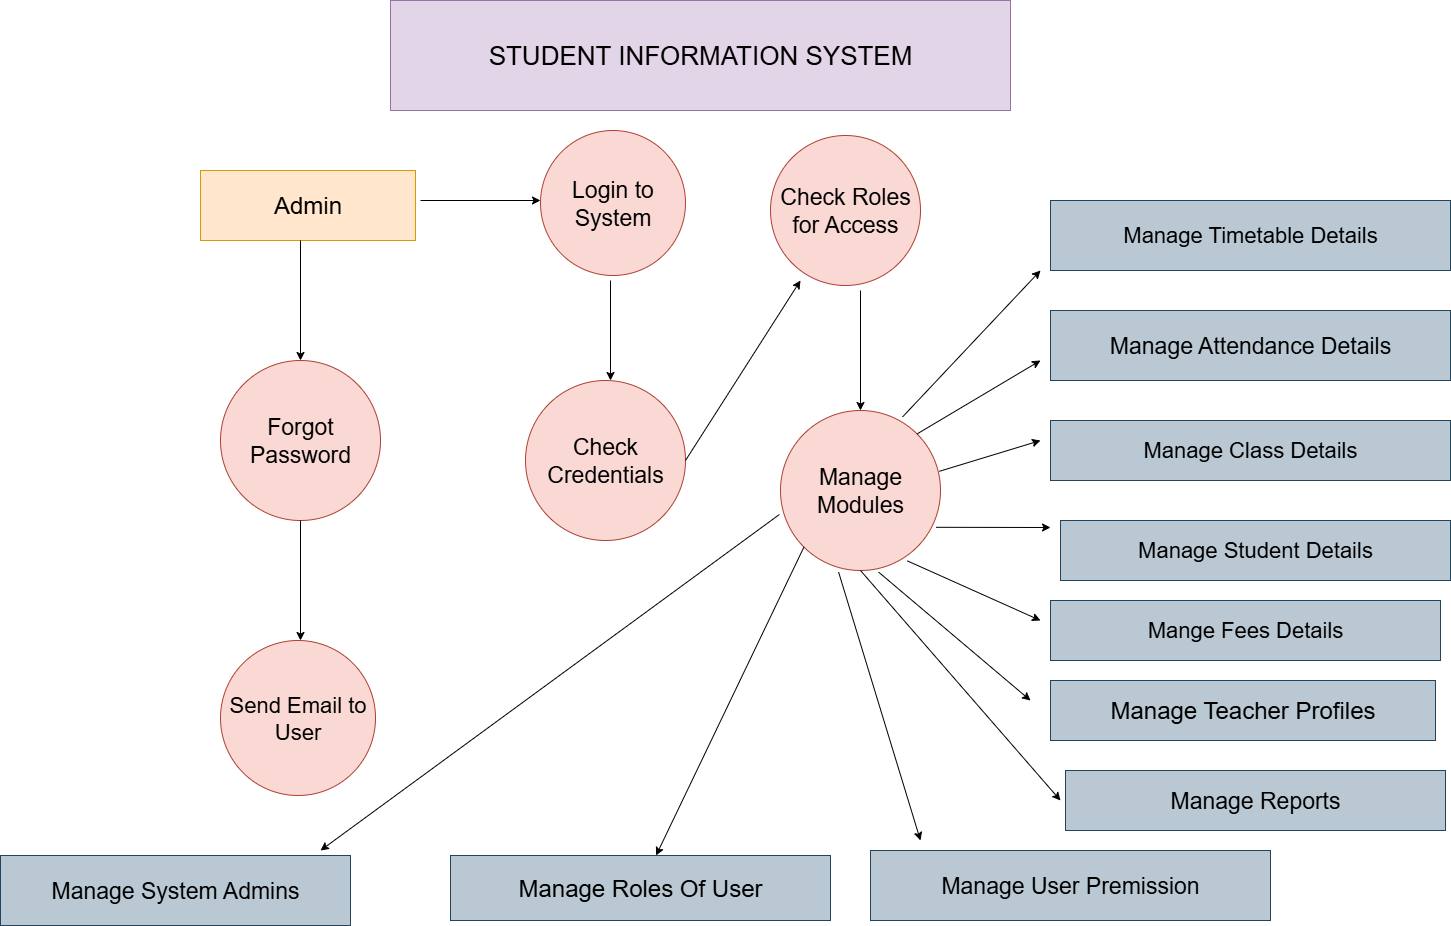 STUDENT INFORMATION SYSTEM
Admin
Login to
System
Check Roles
for Access
Manage Timetable Details
Manage Attendance Details
Forgot
Password
Check
Credentials
Manage
Modules
Manage Class Details
Manage Student Details
Mange Fees Details
Send Email to
User
Manage Teacher Profiles
Manage Reports
Manage System Admins
Manage Roles Of User
Manage User Premission